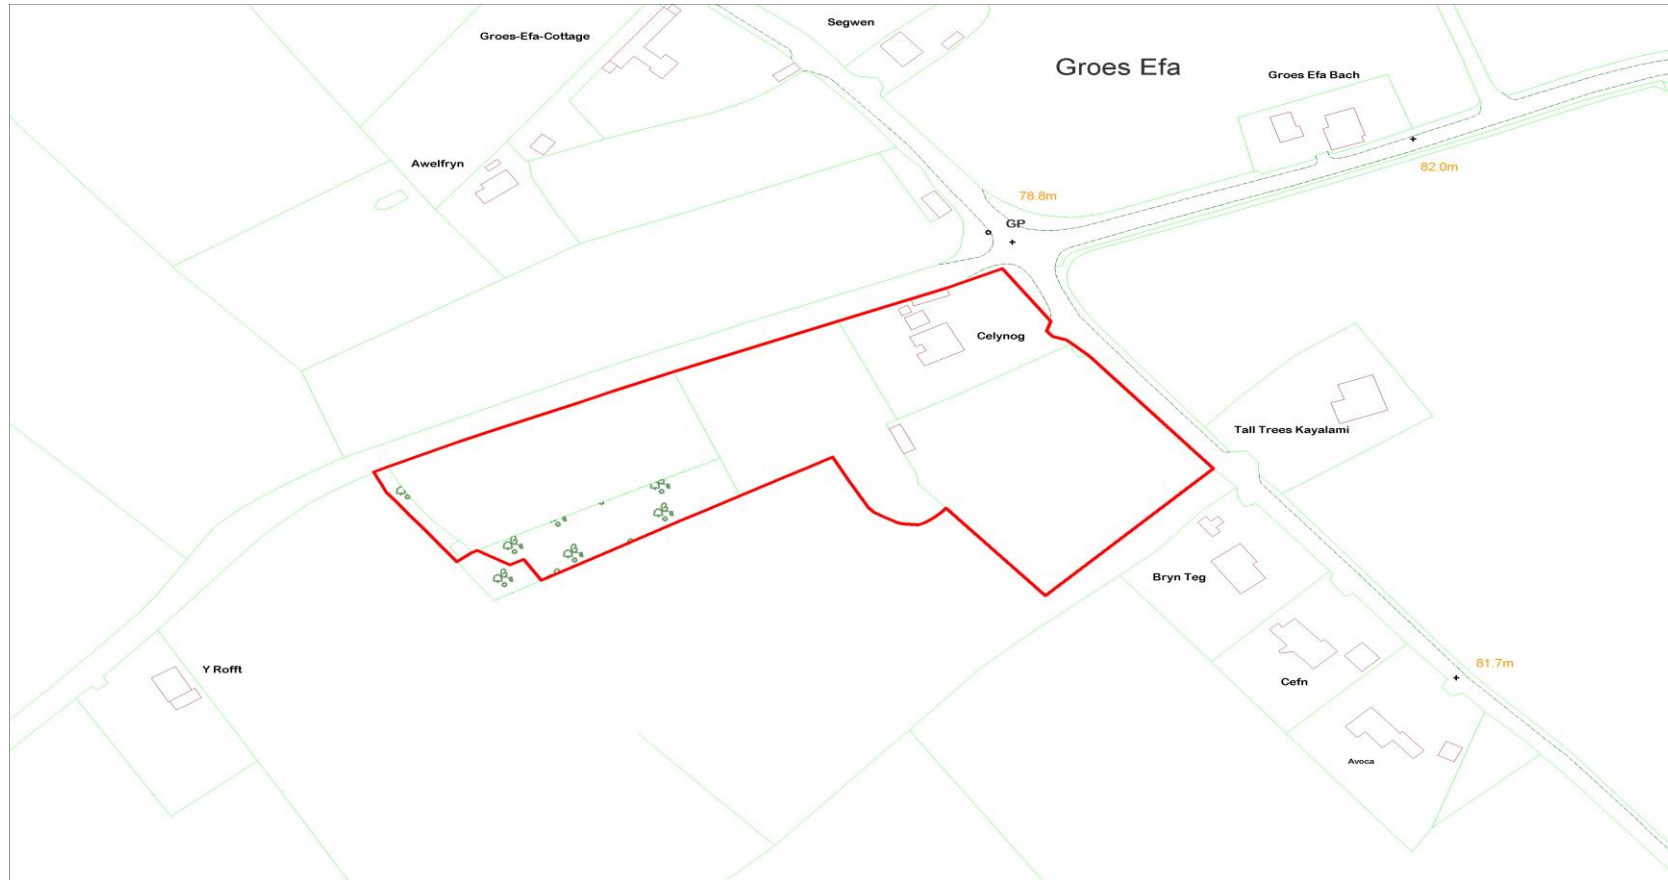 Segwen
Groes-Efa-Cottage
Groes Efa
Groes Efa Bach
Awelfryn
82.0m
78.8m
GP
Celynog
Tall Trees Kayalami
Bryn Teg
Y Rofft
81.7m
Cefn
Avoca